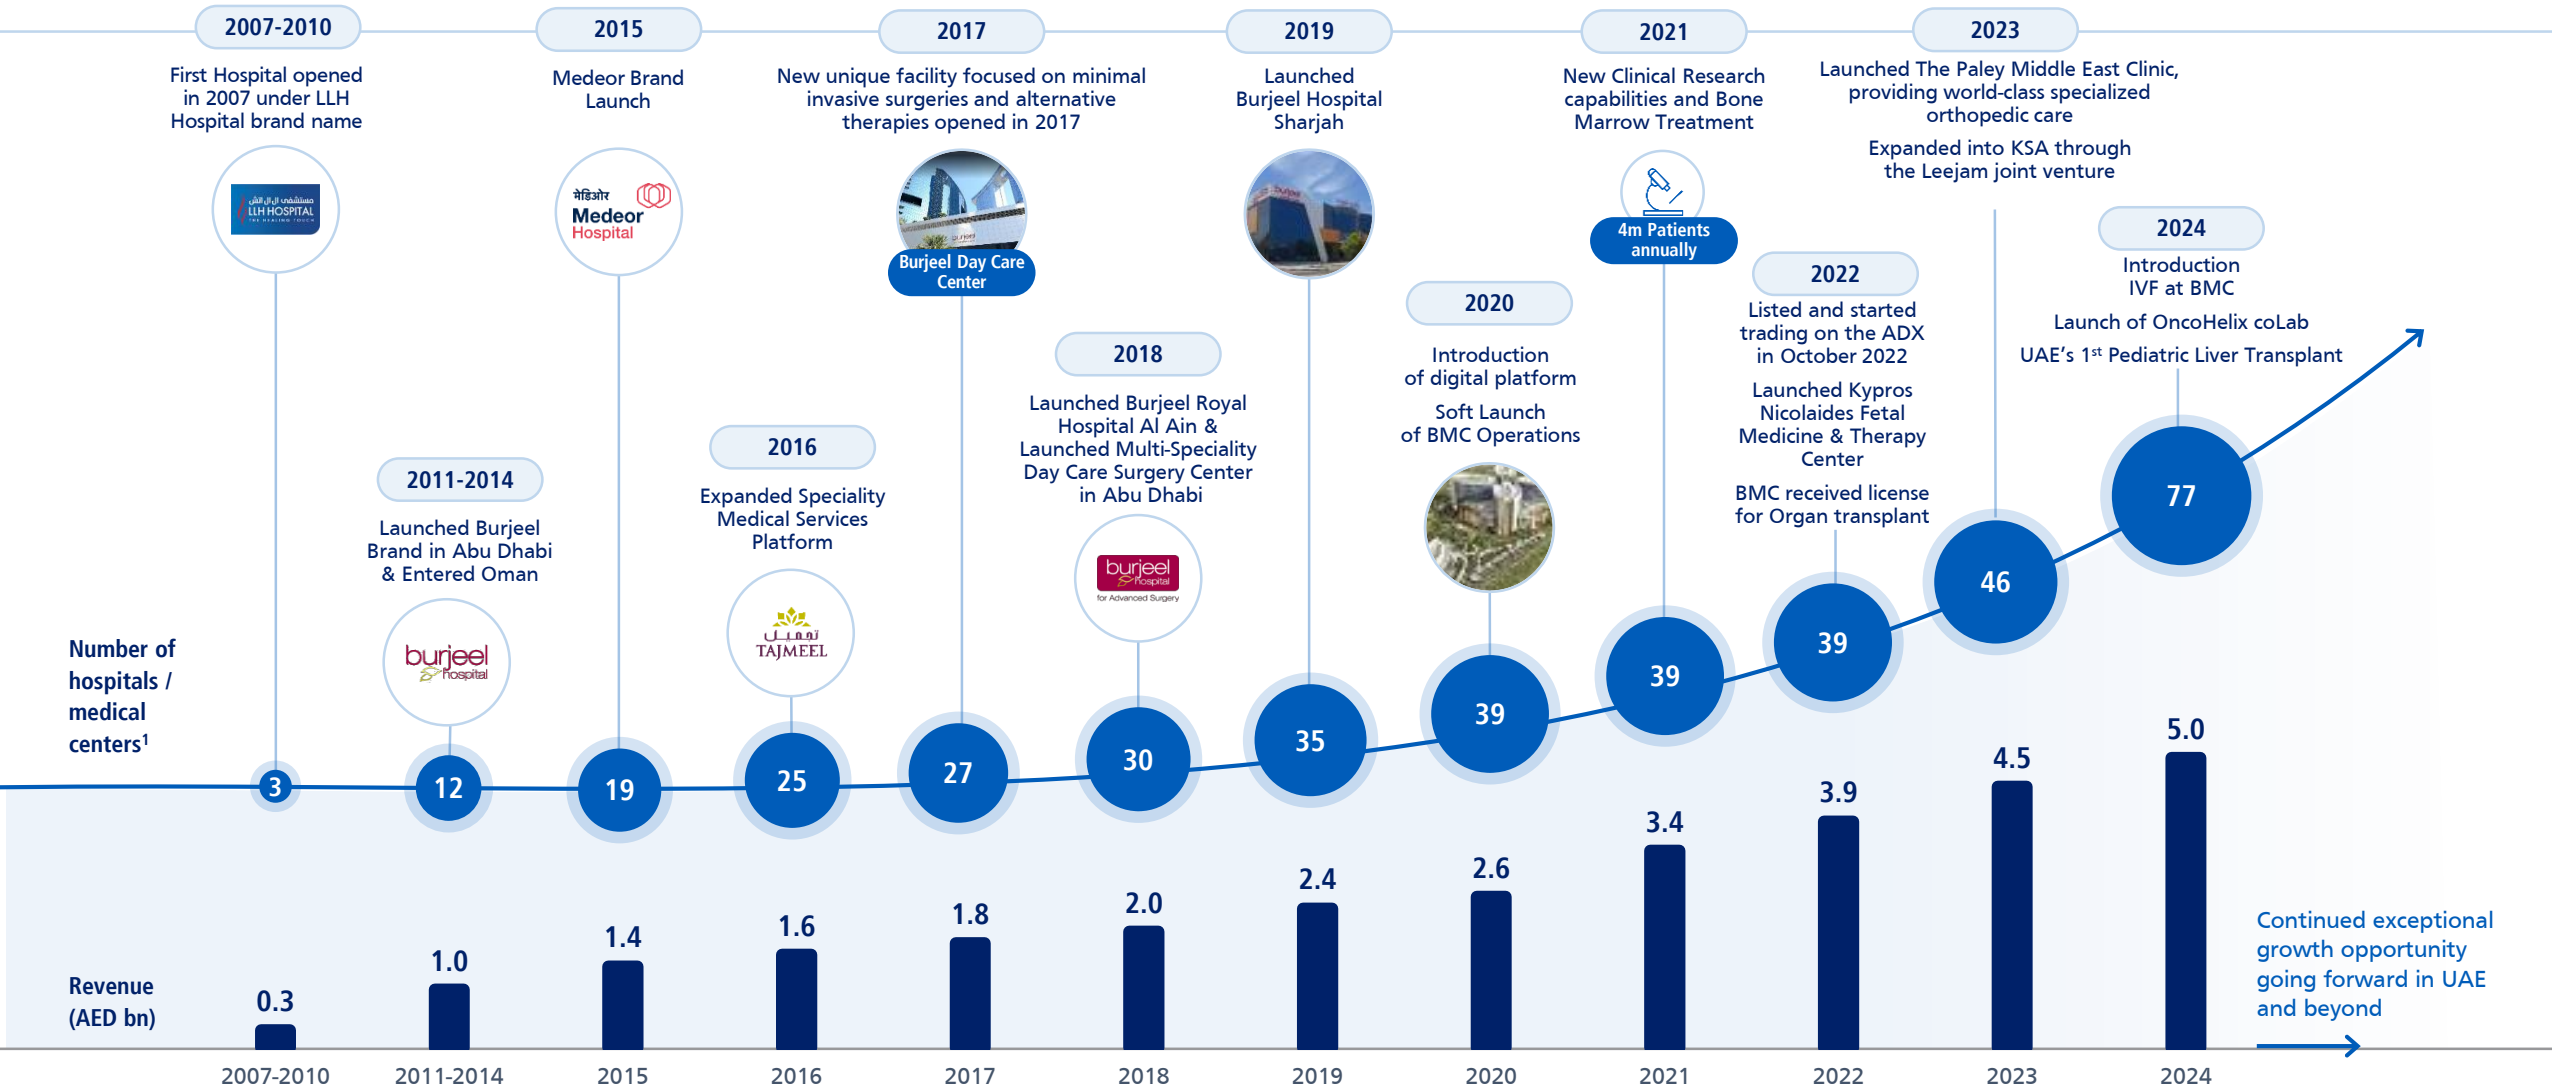 2007-2010
First Hospital opened
in 2007 under LLH
Hospital brand name
مستشفى ال ال اتش
LLH HOSPITAL
THE HEALING TOUCH
2011-2014
Launched Burjeel
Brand in Abu Dhabi
& Entered Oman
burjeel
hospital
2015
Medeor Brand
Launch
मेडिओर
Medeor
Hospital
2016
Expanded Speciality
Medical Services
Platform
تجميل
TAJMEEL
2017
New unique facility focused on minimal
invasive surgeries and alternative
therapies opened in 2017
burjeel
Burjeel Day Care
Center
2018
Launched Burjeel Royal
Hospital Al Ain &
Launched Multi-Speciality
Day Care Surgery Center
in Abu Dhabi
burjeel
hospital
for Advanced Surgery
2019
Launched
Burjeel Hospital
Sharjah
burjeel
2020
Introduction
of digital platform
Soft Launch
of BMC Operations
2021
New Clinical Research
capabilities and Bone
Marrow Treatment
4m Patients
annually
2022
Listed and started
trading on the ADX
in October 2022
Launched Kypros
Nicolaides Fetal
Medicine & Therapy
Center
BMC received license
for Organ transplant
2023
Launched The Paley Middle East Clinic,
providing world-class specialized
orthopedic care
Expanded into KSA through
the Leejam joint venture
2024
Introduction
IVF at BMC
Launch of OncoHelix coLab
UAE's 1st Pediatric Liver Transplant
Number of
hospitals /
medical
centers1
3 12 19 25 27 30 35 39 39 39 46 77
Revenue
(AED bn)
0.3 1.0 1.4 1.6 1.8 2.0 2.4 2.6 3.4 3.9 4.5 5.0
2007-2010 2011-2014 2015 2016 2017 2018 2019 2020 2021 2022 2023 2024
Continued exceptional
growth opportunity
going forward in UAE
and beyond